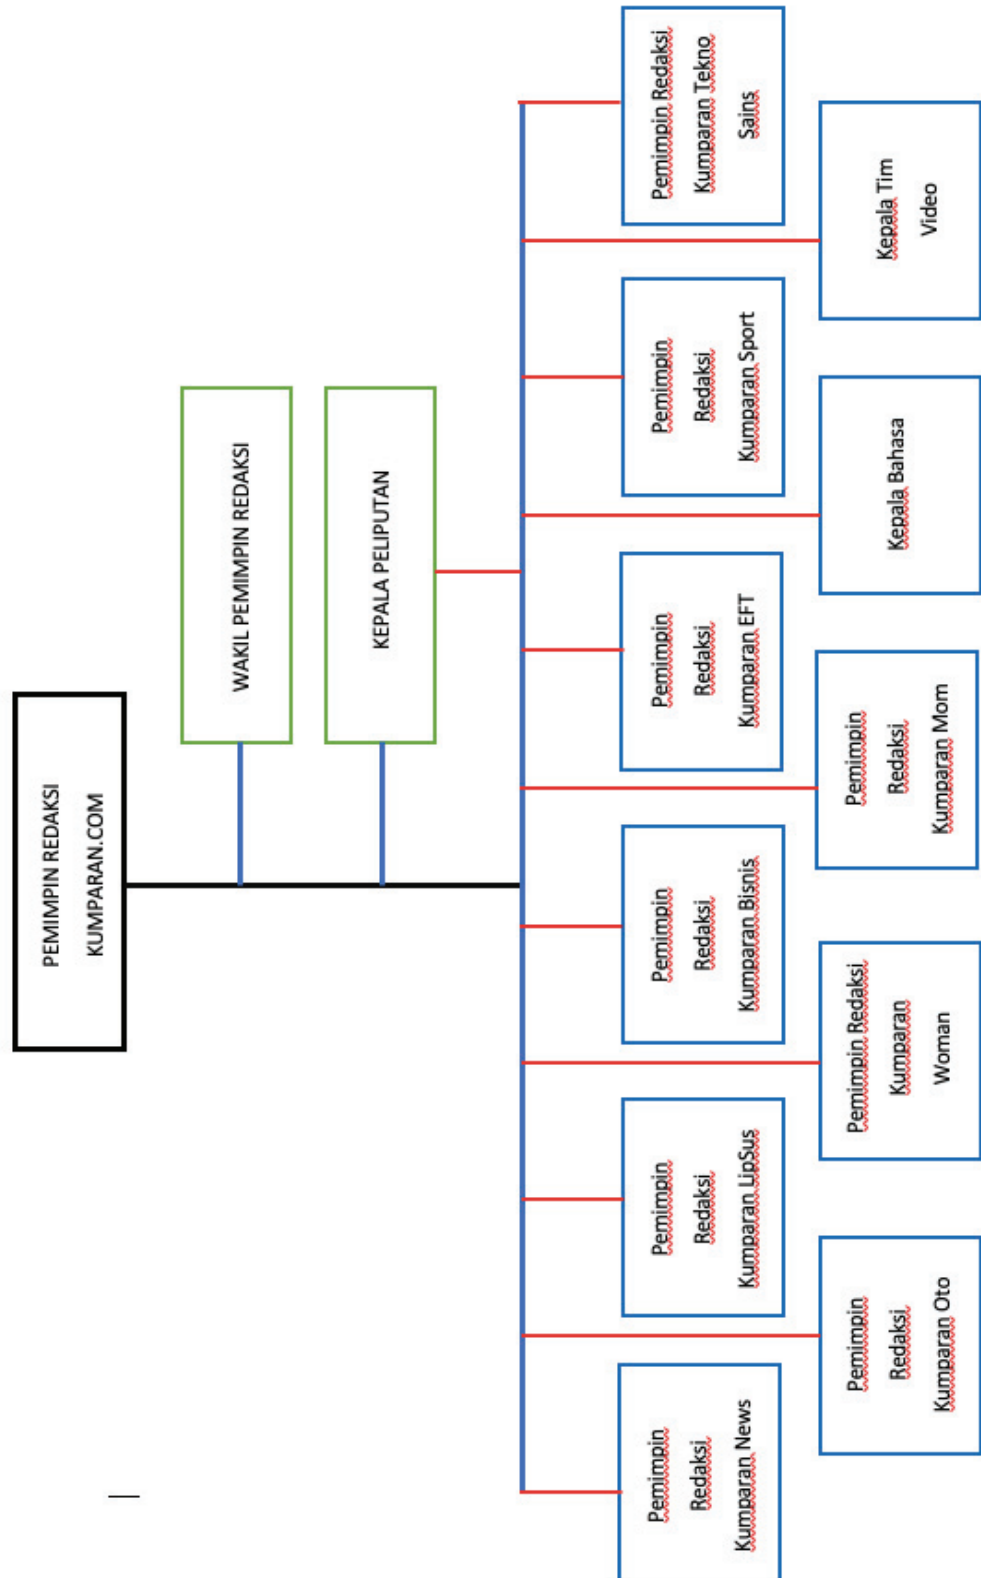 PEMIMPIN REDAKSI
KUMPARAN.COM
WAKIL PEMIMPIN REDAKSI
KEPALA PELIPUTAN
Pemimpin
Redaksi
Kumparan News
Pemimpin
Redaksi
Kumparan LipSus
Pemimpin
Redaksi
Kumparan Bisnis
Pemimpin
Redaksi
Kumparan EFT
Pemimpin
Redaksi
Kumparan Sport
Pemimpin Redaksi
Kumparan Tekno
Sains
Pemimpin
Redaksi
Kumparan Oto
Pemimpin Redaksi
Kumparan
Woman
Pemimpin
Redaksi
Kumparan Mom
Kepala Bahasa
Kepala Tim
Video